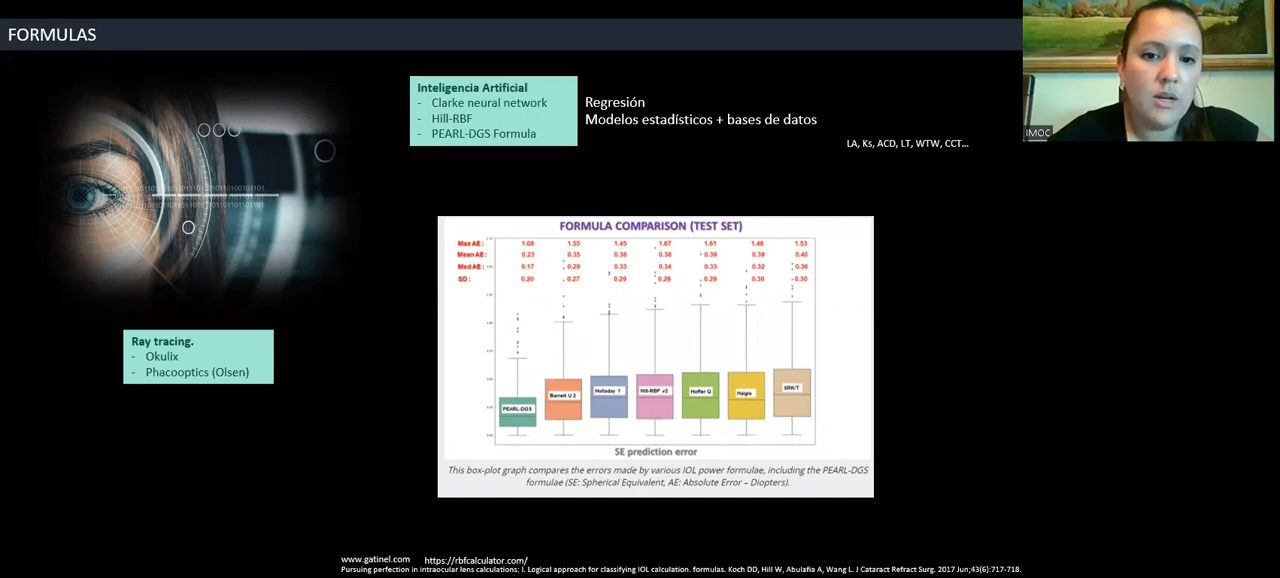 FORMULAS
Inteligencia Artificial
- Clarke neural network
- Hill-RBF
- PEARL-DGS Formula
Regresión
Modelos estadísticos + bases de datos
LA, Ks, ACD, LT, WTW, CCT...
IMOC
Ray tracing.
- Okulix
- Phacooptics (Olsen)
FORMULA COMPARISON (TEST SET)
Max AE : 1.08 1.55 1.45 1.67 1.61 1.46 1.53
Mean AE : 0.23 0.35 0.38 0.38 0.39 0.39 0.40
Med AE : 0.17 0.29 0.33 0.34 0.33 0.32 0.36
SD : 0.20 0.27 0.29 0.29 0.29 0.30 0.30
PEARL-DGS Barrett U 2 Holladay 1 Hill-RBF v2 Hoffer Q Haigis SRK/T
SE prediction error
This box-plot graph compares the errors made by various IOL power formulae, including the PEARL-DGS
formulae (SE: Spherical Equivalent, AE: Absolute Error – Diopters).
www.gatinel.com https://rbfcalculator.com/
Pursuing perfection in intraocular lens calculations: I. Logical approach for classifying IOL calculation. formulas. Koch DD, Hill W, Abulafia A, Wang L. J Cataract Refract Surg. 2017 Jun;43(6):717-718.